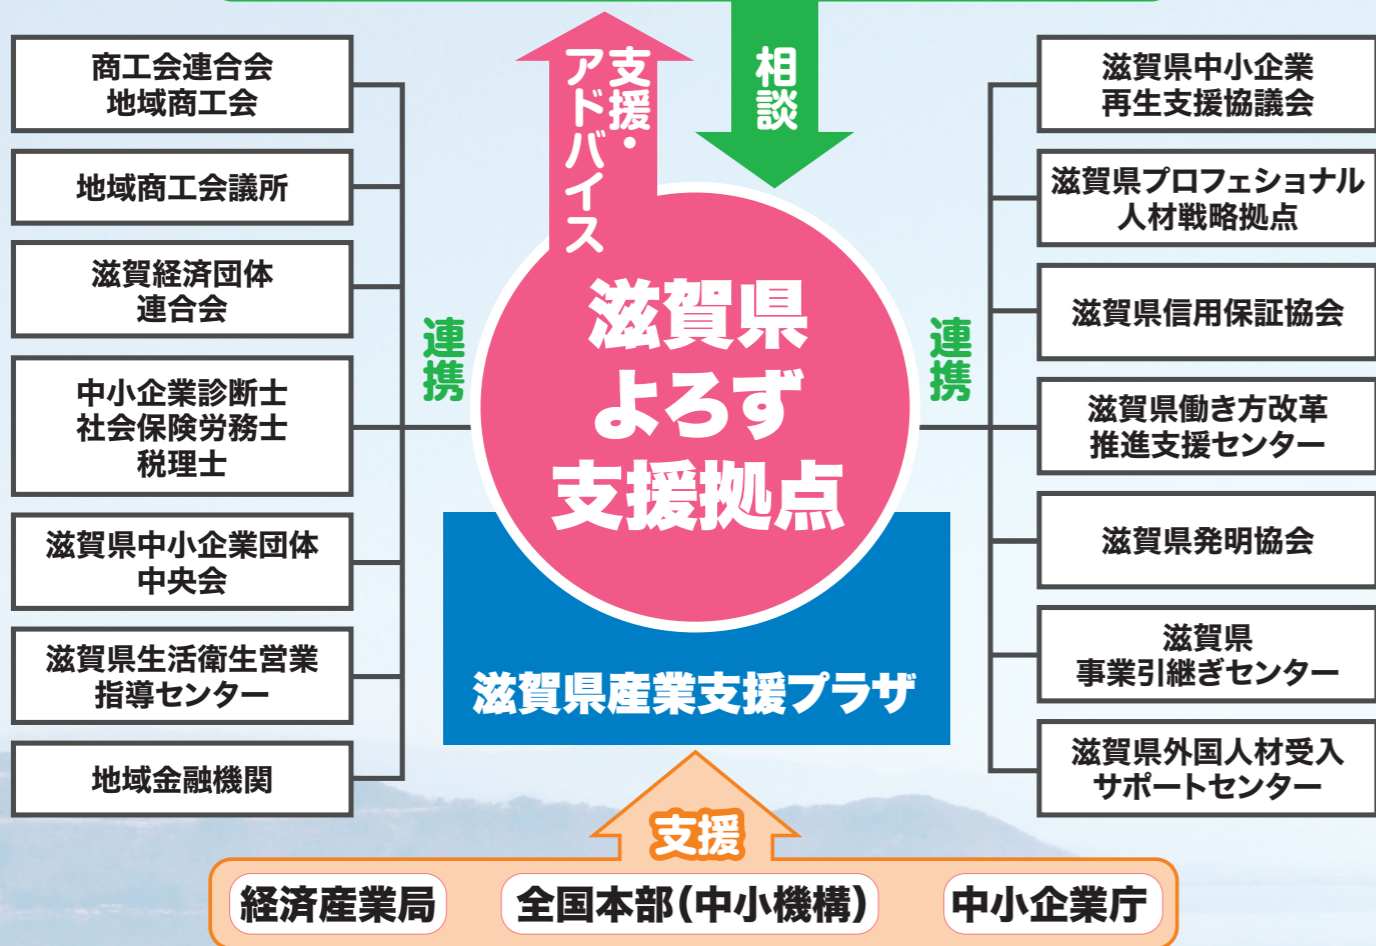 支援・
アドバイス
相談
商工会連合会
地域商工会
地域商工会議所
滋賀経済団体
連合会
中小企業診断士
社会保険労務士
税理士
滋賀県中小企業団体
中央会
滋賀県生活衛生営業
指導センター
地域金融機関
連携
滋賀県
よろず
支援拠点
滋賀県産業支援プラザ
連携
滋賀県中小企業
再生支援協議会
滋賀県プロフェショナル
人材戦略拠点
滋賀県信用保証協会
滋賀県働き方改革
推進支援センター
滋賀県発明協会
滋賀県
事業引継ぎセンター
滋賀県外国人材受入
サポートセンター
支援
経済産業局
全国本部(中小機構)
中小企業庁